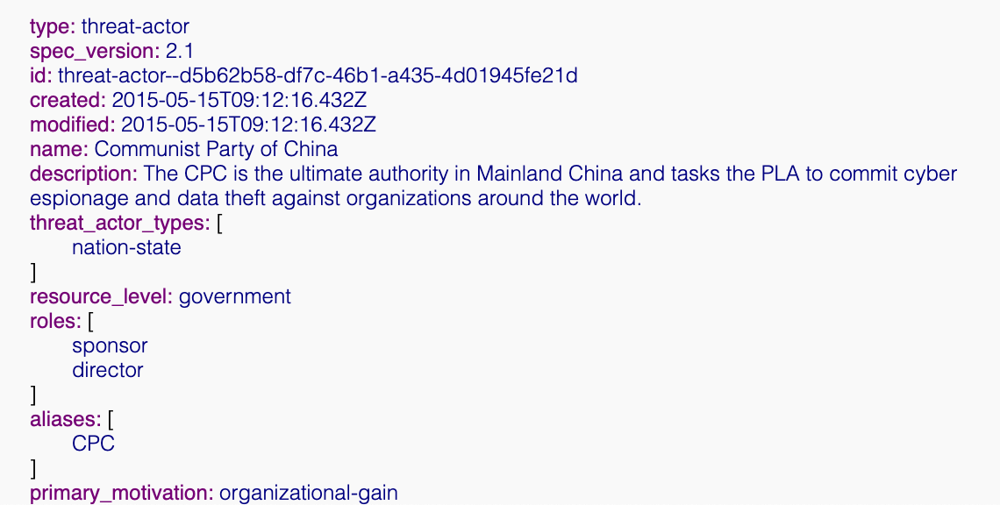 type: threat-actor
spec_version: 2.1
id: threat-actor--d5b62b58-df7c-46b1-a435-4d01945fe21d
created: 2015-05-15T09:12:16.432Z
modified: 2015-05-15T09:12:16.432Z
name: Communist Party of China
description: The CPC is the ultimate authority in Mainland China and tasks the PLA to commit cyber
espionage and data theft against organizations around the world.
threat_actor_types: [
nation-state
]
resource_level: government
roles: [
sponsor
director
]
aliases: [
CPC
]
primary_motivation: organizational-gain